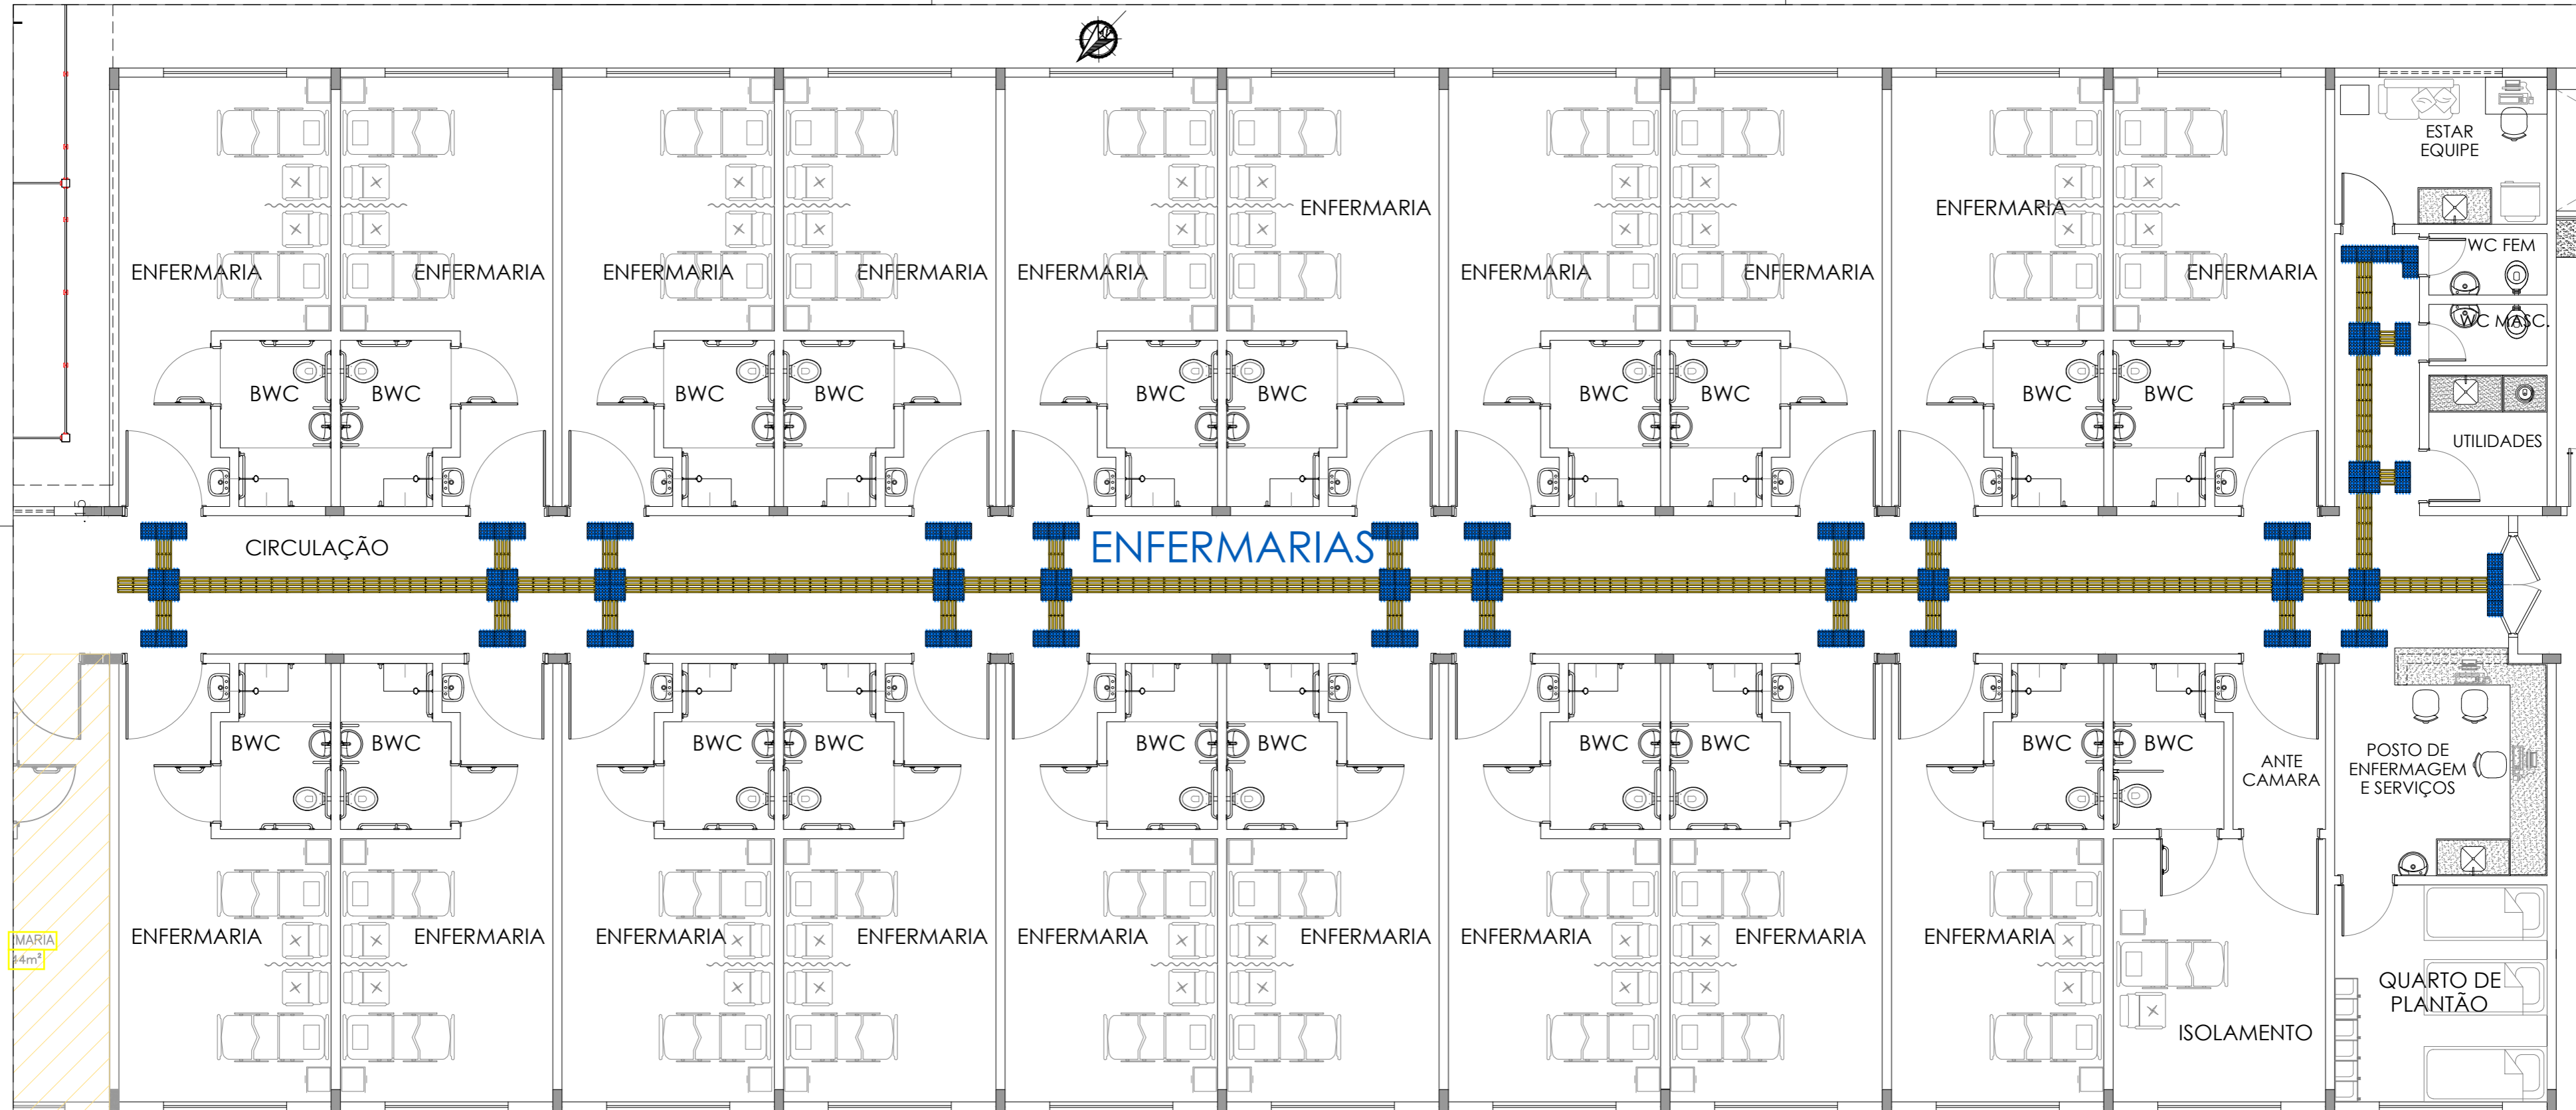 ESTAR
EQUIPE
ENFERMARIA
ENFERMARIA
WC FEM
ENFERMARIA
ENFERMARIA
ENFERMARIA
ENFERMARIA
ENFERMARIA
ENFERMARIA
ENFERMARIA
ENFERMARIA
WC MASC.
BWC
BWC
BWC
BWC
BWC
BWC
BWC
BWC
BWC
BWC
UTILIDADES
CIRCULAÇÃO
ENFERMARIAS
BWC
BWC
BWC
BWC
BWC
BWC
BWC
BWC
BWC
BWC
ANTE
CAMARA
POSTO DE
ENFERMAGEM
E SERVIÇOS
MARIA
44m²
ENFERMARIA
ENFERMARIA
ENFERMARIA
ENFERMARIA
ENFERMARIA
ENFERMARIA
ENFERMARIA
ENFERMARIA
ENFERMARIA
QUARTO DE
PLANTÃO
ISOLAMENTO